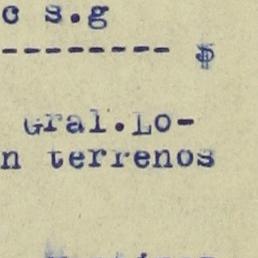 c s.g
--------- $
Gral.Lo-
n terrenos